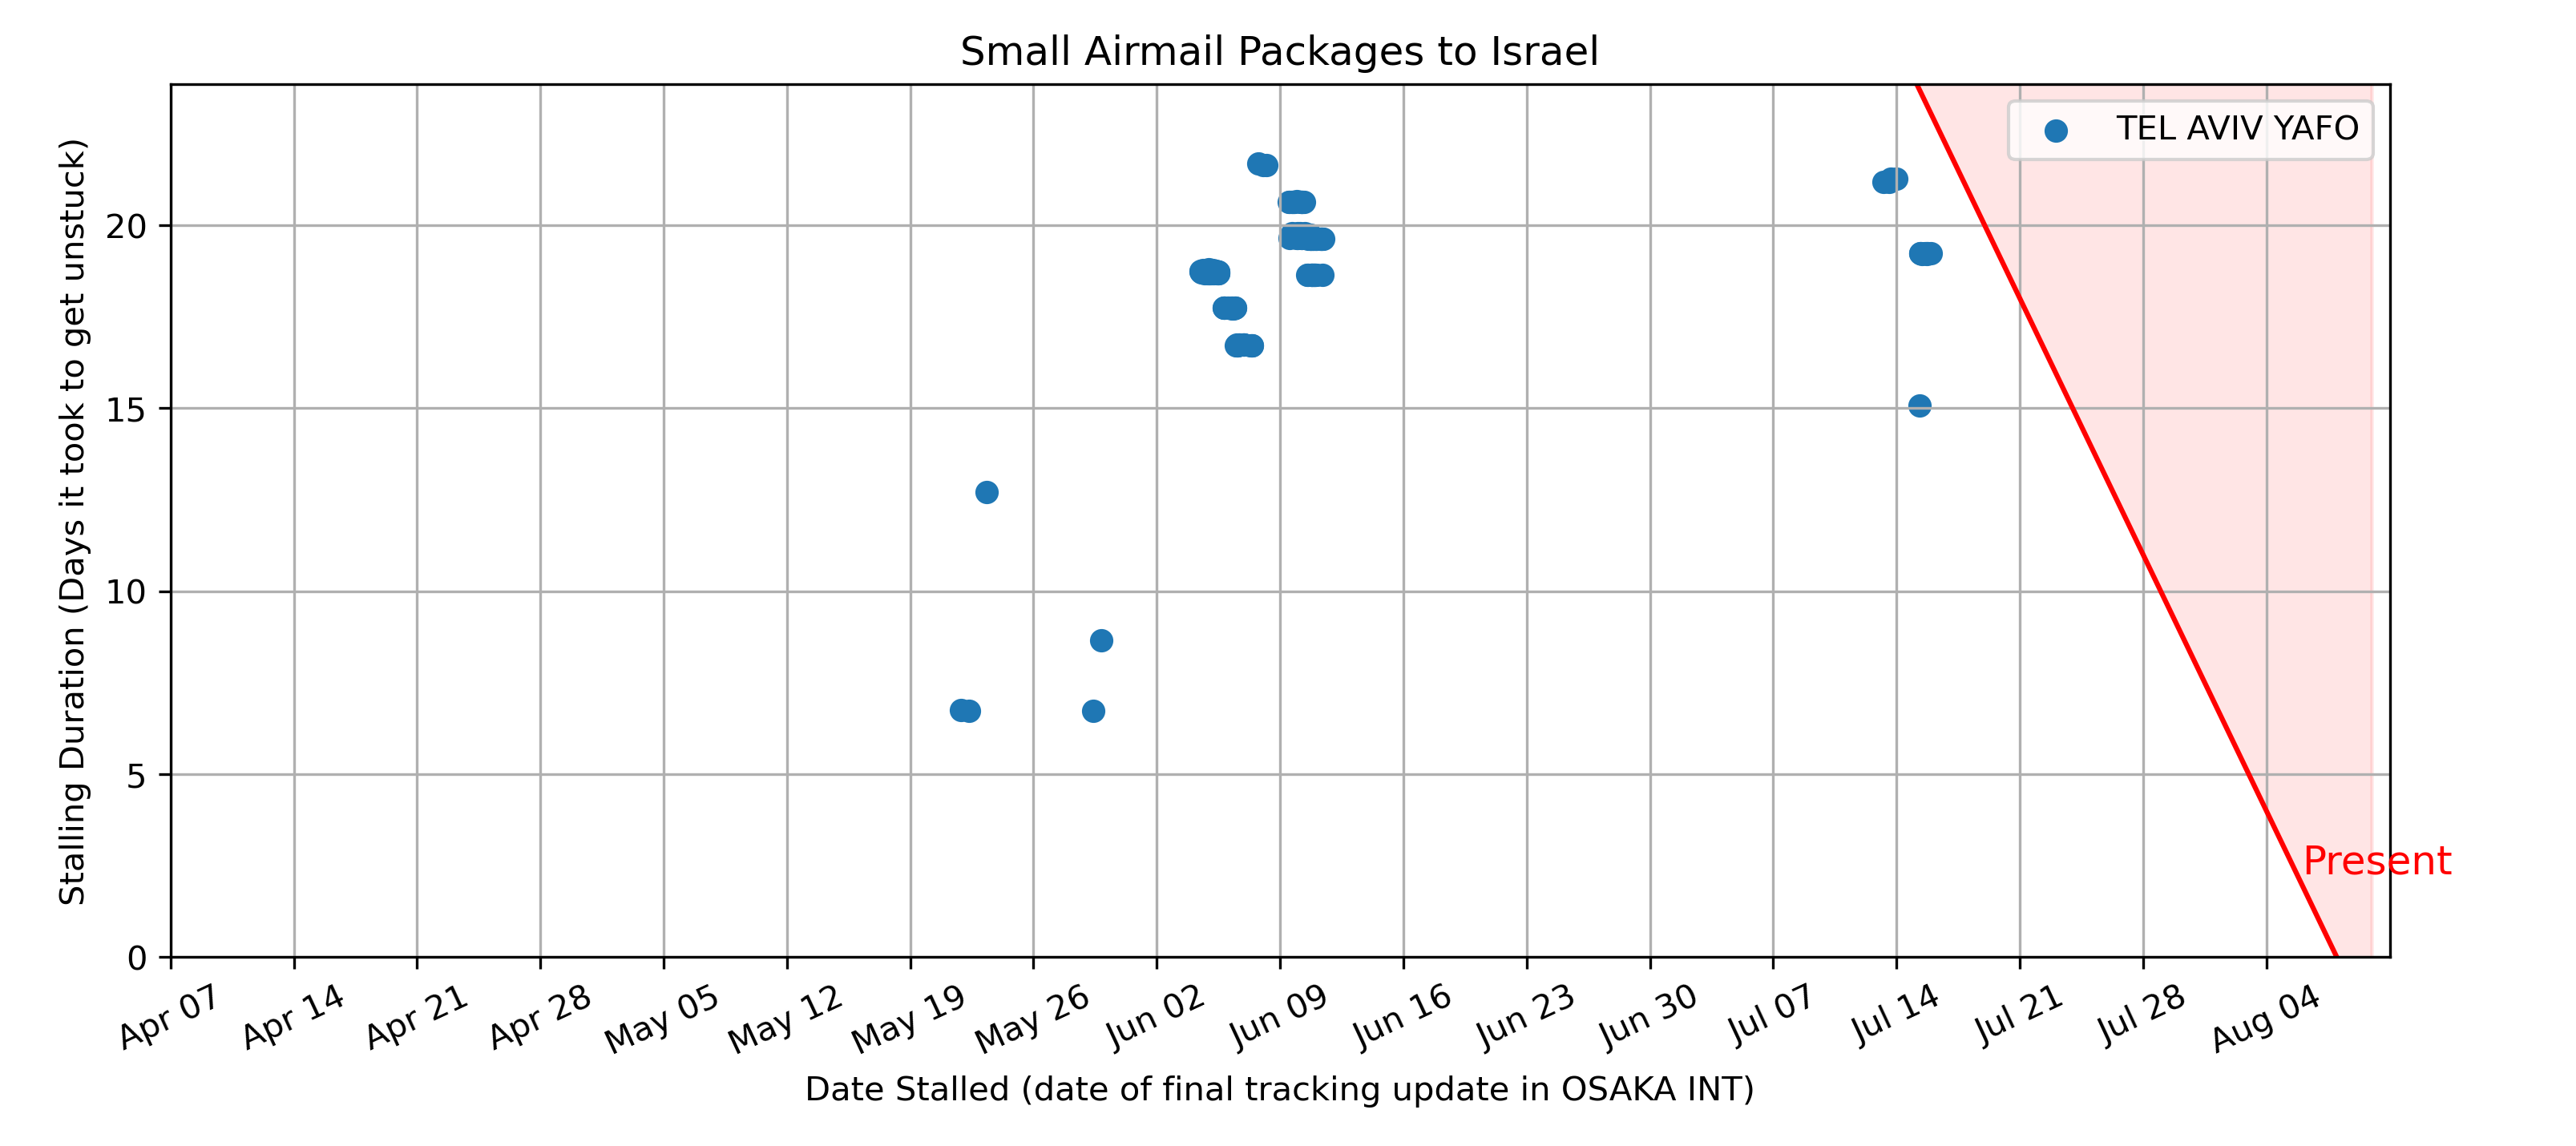 Small Airmail Packages to Israel
TEL AVIV YAFO
Stalling Duration (Days it took to get unstuck)
20
15
10
5
0
Present
Apr 07
Apr 14
Apr 21
Apr 28
May 05
May 12
May 19
May 26
Jun 02
Jun 09
Jun 16
Jun 23
Jun 30
Jul 07
Jul 14
Jul 21
Jul 28
Aug 04
Date Stalled (date of final tracking update in OSAKA INT)